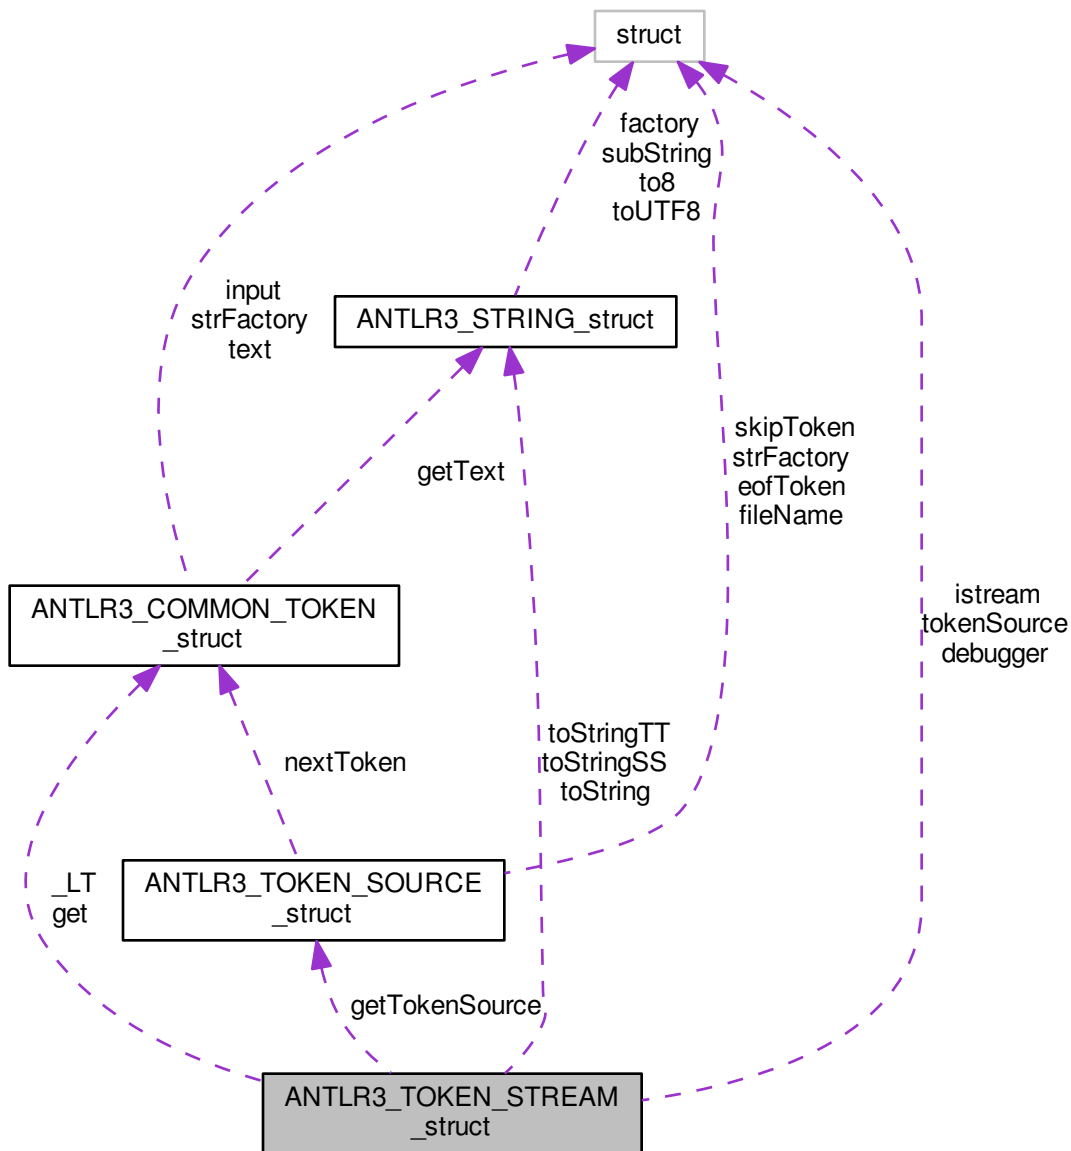 struct
factory
subString
to8
toUTF8
input
strFactory
text
ANTLR3_STRING_struct
getText
skipToken
strFactory
eofToken
fileName
ANTLR3_COMMON_TOKEN
_struct
istream
tokenSource
debugger
nextToken
toStringTT
toStringSS
toString
_LT
get
ANTLR3_TOKEN_SOURCE
_struct
getTokenSource
ANTLR3_TOKEN_STREAM
_struct